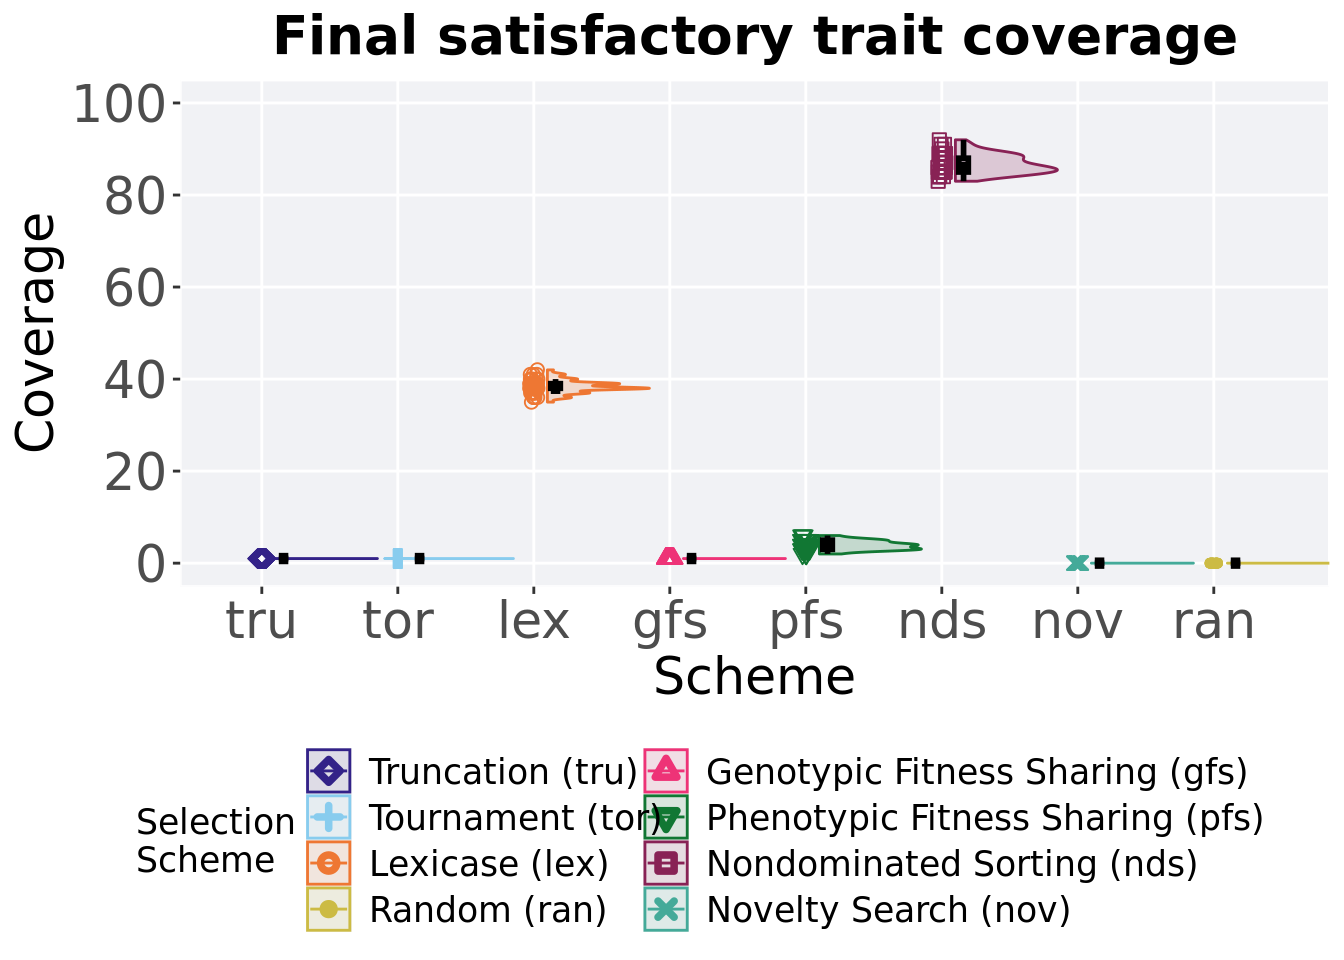 Final satisfactory trait coverage
100
80
60
40
20
0
Coverage
tru tor lex gfs pfs nds nov ran
Scheme
Selection
Scheme
Truncation (tru)
Tournament (tor)
Lexicase (lex)
Random (ran)
Genotypic Fitness Sharing (gfs)
Phenotypic Fitness Sharing (pfs)
Nondominated Sorting (nds)
Novelty Search (nov)